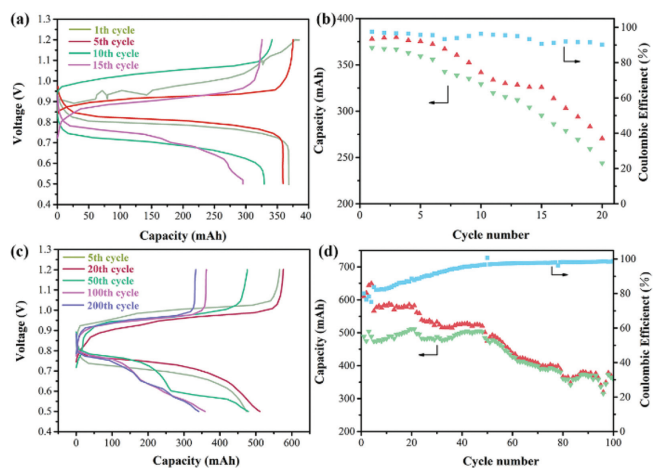 (a)
1th cycle
5th cycle
10th cycle
15th cycle
Voltage (V)
1.3
1.2
1.1
1.0
0.9
0.8
0.7
0.6
0.5
0.4
0 50 100 150 200 250 300 350 400
Capacity (mAh)
(b)
Capacity (mAh)
400
350
300
250
200
0 5 10 15 20
Cycle number
100
80
60
40
20
0
Coulombic Efficienct (%)
(c)
5th cycle
20th cycle
50th cycle
100th cycle
200th cycle
Voltage (V)
1.3
1.2
1.1
1.0
0.9
0.8
0.7
0.6
0.5
0.4
0 100 200 300 400 500 600
Capacity (mAh)
(d)
Capacity (mAh)
700
600
500
400
300
200
0 20 40 60 80 100
Cycle number
100
80
60
40
20
0
Coulombic Efficienct (%)